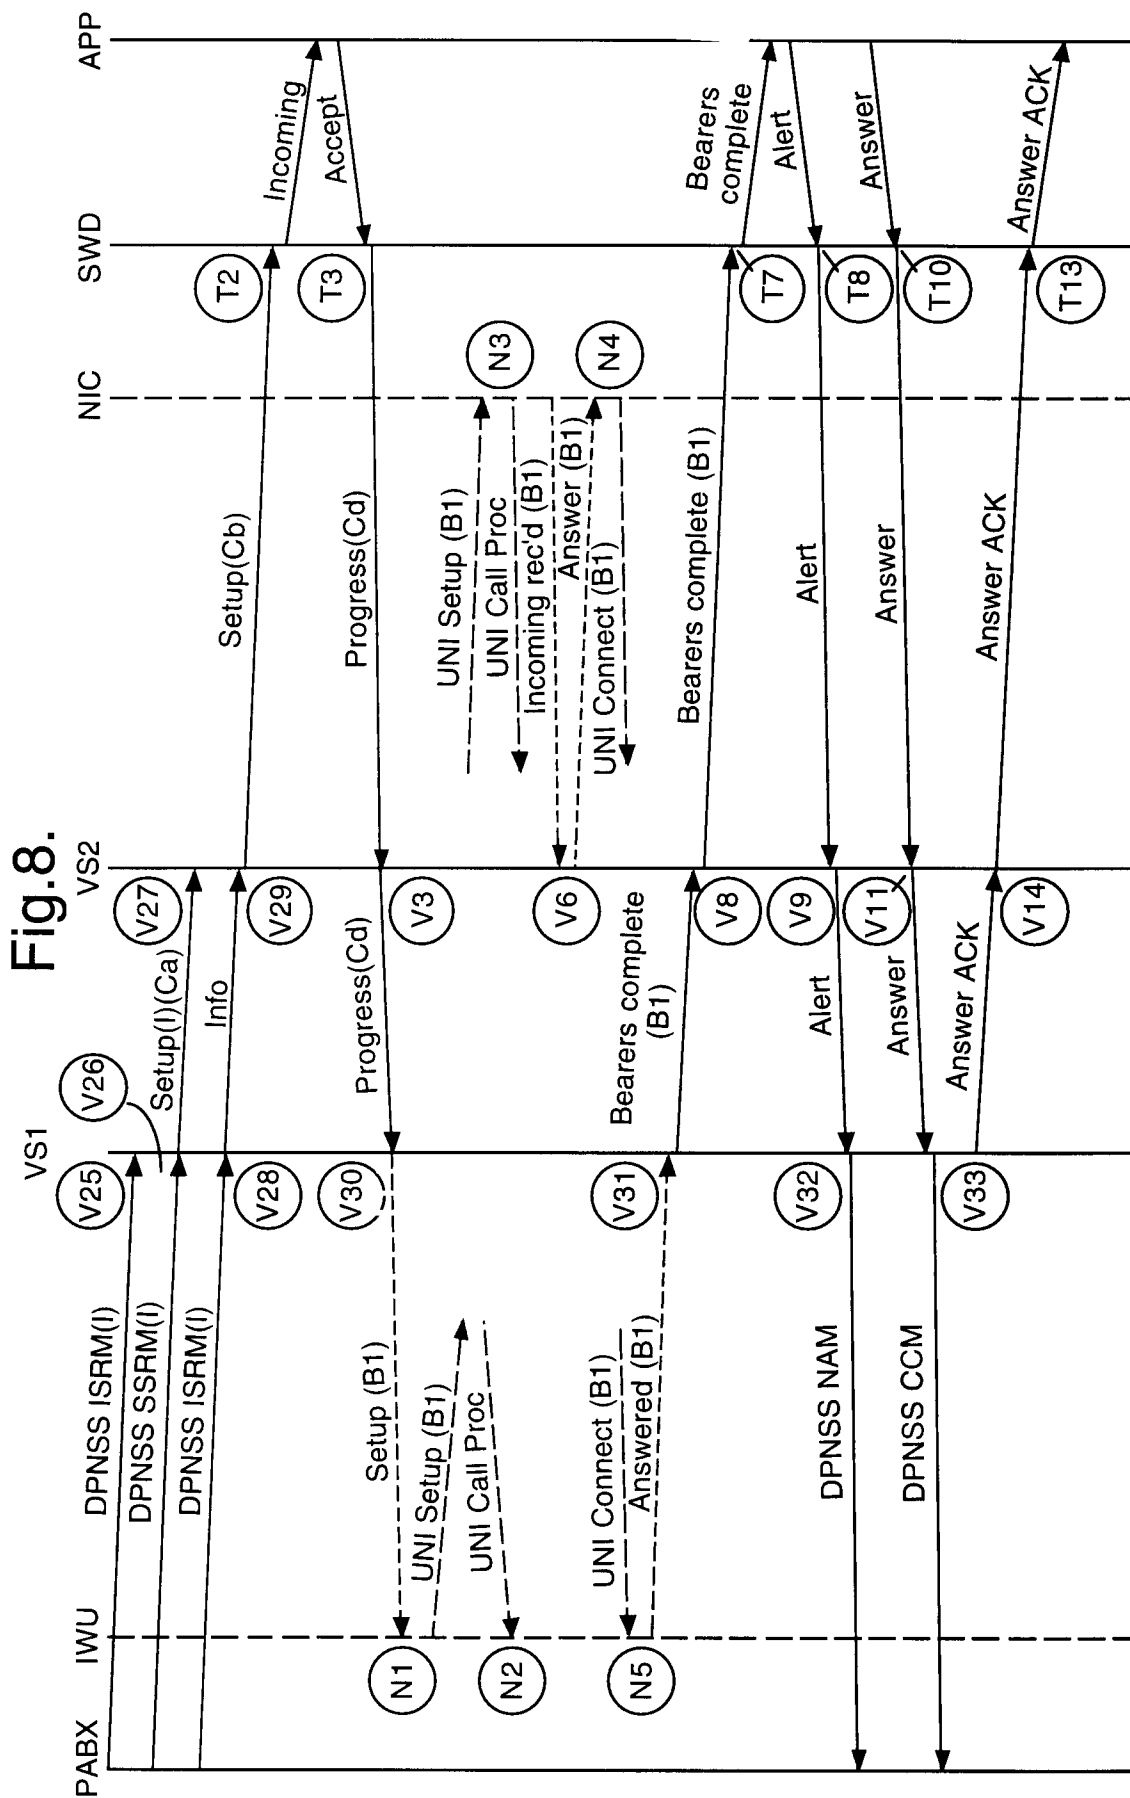 Fig.8.
PABX
IWU
VS1
VS2
NIC
SWD
APP
DPNSS ISRM(I)
V25
DPNSS SSRM(I)
V26
Setup(I)(Ca)
V27
DPNSS ISRM(I)
V28
Info
V29
Setup(Cb)
T2
Incoming
Accept
T3
Progress(Cd)
V3
Progress(Cd)
V30
Setup (B1)
N1
UNI Setup (B1)
UNI Call Proc
N2
UNI Setup (B1)
N3
UNI Call Proc
Incoming rec'd (B1)
V6
Answer (B1)
N4
UNI Connect (B1)
UNI Connect (B1)
N5
Answered (B1)
V31
Bearers complete
(B1)
V8
Bearers complete (B1)
T7
Bearers
complete
Alert
T8
Alert
V9
Alert
V32
DPNSS NAM
Answer
T10
Answer
V11
Answer
V33
DPNSS CCM
Answer ACK
V14
Answer ACK
T13
Answer ACK